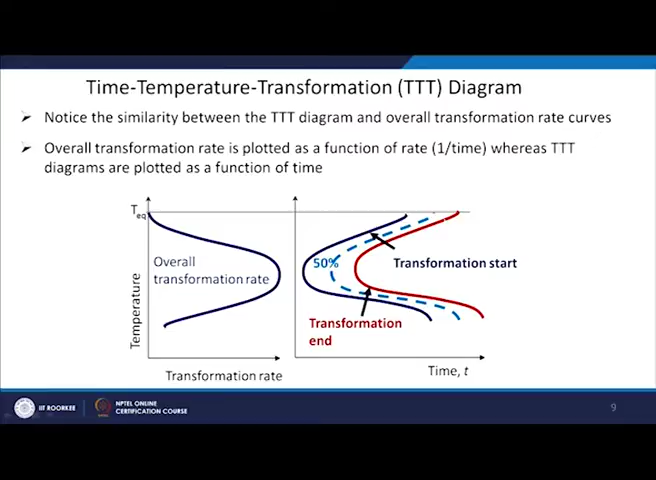 Time-Temperature-Transformation (TTT) Diagram
Notice the similarity between the TTT diagram and overall transformation rate curves
Overall transformation rate is plotted as a function of rate (1/time) whereas TTT
diagrams are plotted as a function of time
Teq
Overall
transformation rate
Temperature
Transformation rate
50%
Transformation start
Transformation
end
Time, t
IIT ROORKEE
NPTEL ONLINE
CERTIFICATION COURSE
9